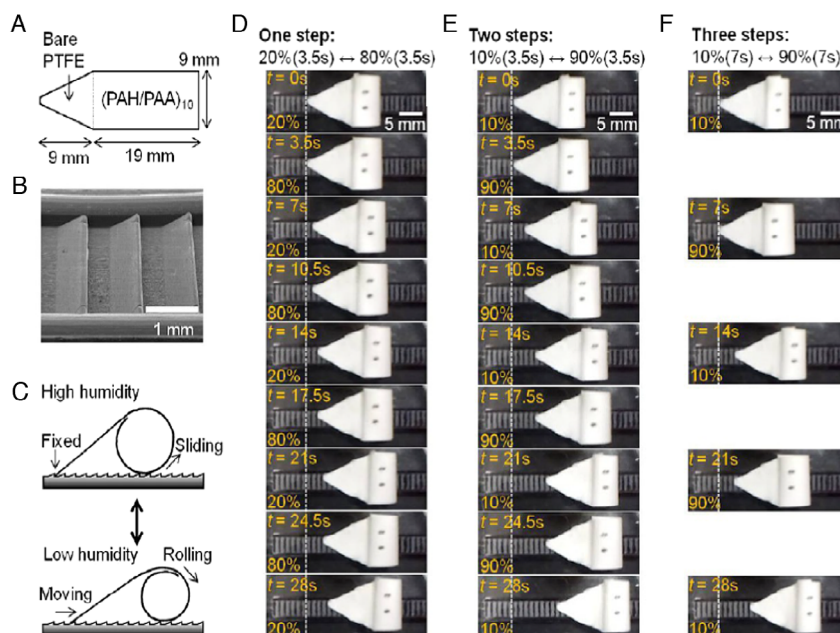 A
Bare
PTFE
9 mm
(PAH/PAA)10
9 mm
19 mm
B
1 mm
C
High humidity
Fixed
Sliding
Low humidity
Rolling
Moving
D
One step:
20%(3.5s) ↔ 80%(3.5s)
t = 0s
20%
5 mm
t = 3.5s
80%
t = 7s
20%
t = 10.5s
80%
t = 14s
20%
t = 17.5s
80%
t = 21s
20%
t = 24.5s
80%
t = 28s
20%
E
Two steps:
10%(3.5s) ↔ 90%(3.5s)
t = 0s
10%
5 mm
t = 3.5s
90%
t = 7s
10%
t = 10.5s
90%
t = 14s
10%
t = 17.5s
90%
t = 21s
10%
t = 24.5s
90%
t = 28s
10%
F
Three steps:
10%(7s) ↔ 90%(7s)
t = 0s
10%
5 mm
t = 7s
90%
t = 14s
10%
t = 21s
90%
t = 28s
10%